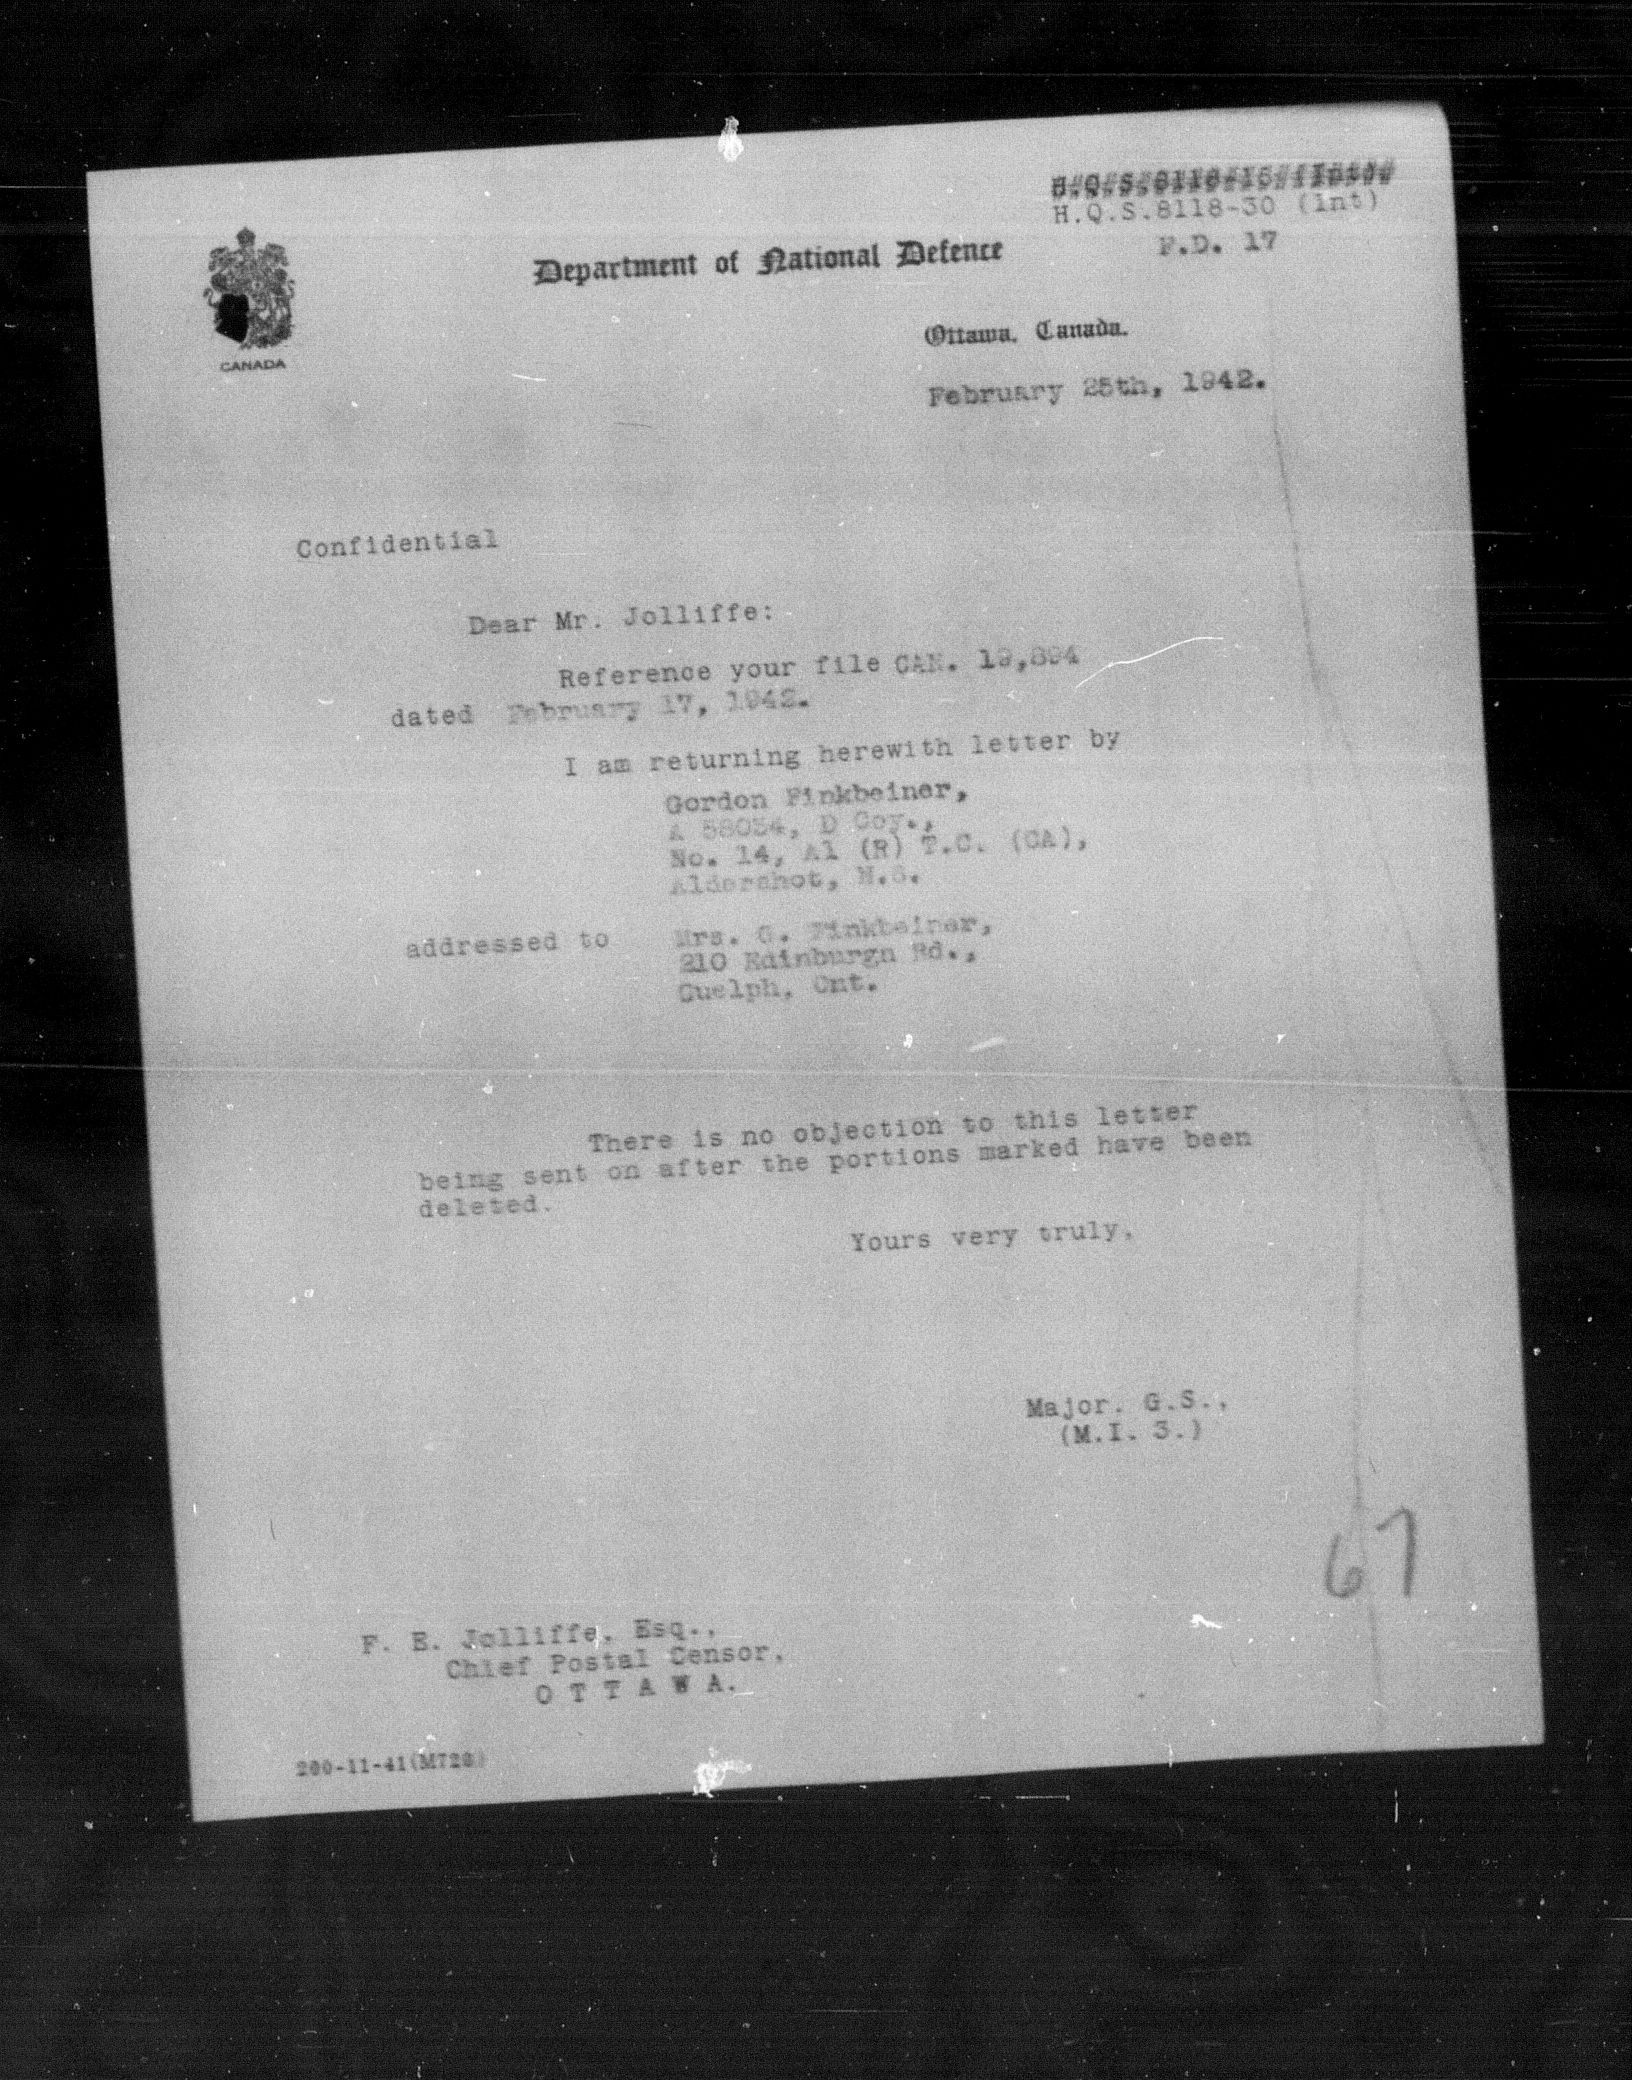 H.Q.S.8118-30 (Int)
F.D. 17
Department of National Defence
CANADA
Ottawa, Canada.
February 25th, 1942.
Confidential
Dear Mr. Jolliffe:
Reference your file CAN. 19,894
dated February 17, 1942.
I am returning herewith letter by
Gordon Finkbeiner,
A 58054, D Coy.,
No. 14, A1 (R) T.C. (CA),
Aldershot, N.S.
addressed to Mrs. G. Finkbeiner,
210 Edinburgh Rd.,
Guelph, Ont.
There is no objection to this letter
being sent on after the portions marked have been
deleted.
Yours very truly,
Major, G.S.,
(M.I. 3.)
67
F. E. Jolliffe, Esq.,
Chief Postal Censor,
O T T A W A.
200-11-41(M728)